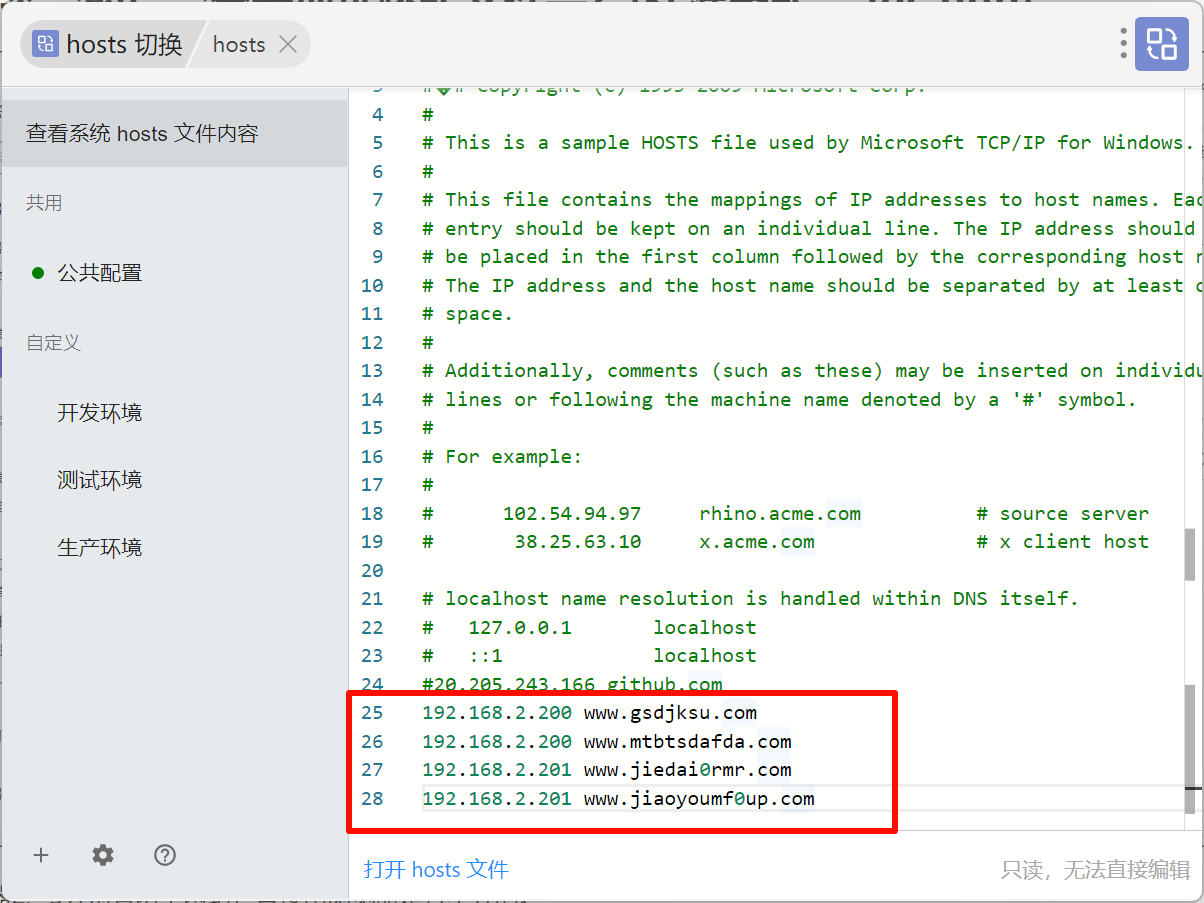 hosts 切换
hosts
查看系统 hosts 文件内容
共用
公共配置
自定义
开发环境
测试环境
生产环境
3 # # Copyright (c) 1993-2009 Microsoft Corp.
4 #
5 # This is a sample HOSTS file used by Microsoft TCP/IP for Windows.
6 #
7 # This file contains the mappings of IP addresses to host names. Eac
8 # entry should be kept on an individual line. The IP address should
9 # be placed in the first column followed by the corresponding host
10 # The IP address and the host name should be separated by at least
11 # space.
12 #
13 # Additionally, comments (such as these) may be inserted on individu
14 # lines or following the machine name denoted by a '#' symbol.
15 #
16 # For example:
17 #
18 # 102.54.94.97 rhino.acme.com # source server
19 # 38.25.63.10 x.acme.com # x client host
20
21 # localhost name resolution is handled within DNS itself.
22 # 127.0.0.1 localhost
23 # ::1 localhost
24 #20.205.243.166 github.com
25 192.168.2.200 www.gsdjksu.com
26 192.168.2.200 www.mtbtsdafda.com
27 192.168.2.201 www.jiedai0rmr.com
28 192.168.2.201 www.jiaoyoumf0up.com
打开 hosts 文件
只读，无法直接编辑